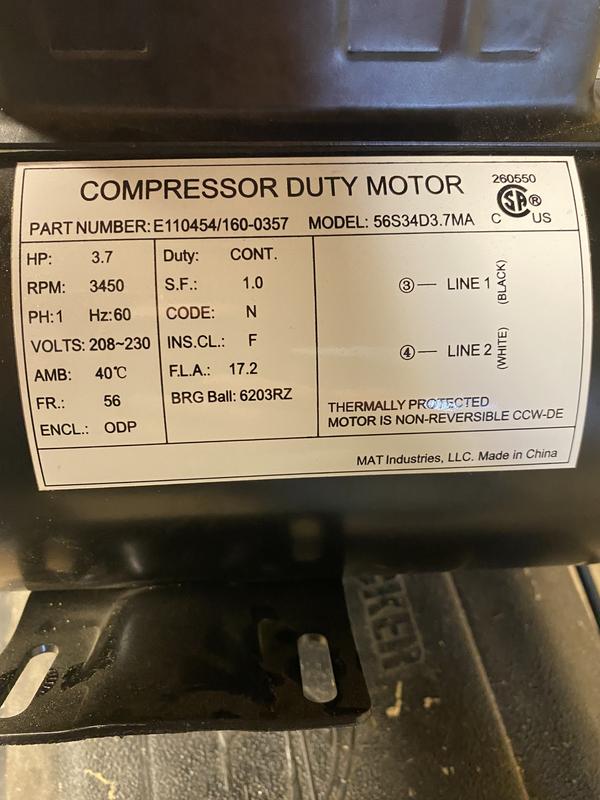 COMPRESSOR DUTY MOTOR
260550
SA ®
C US
PART NUMBER: E110454/160-0357 MODEL: 56S34D3.7MA
HP: 3.7
RPM: 3450
PH:1 Hz:60
VOLTS: 208~230
AMB: 40℃
FR.: 56
ENCL.: ODP
Duty: CONT.
S.F.: 1.0
CODE: N
INS.CL.: F
F.L.A.: 17.2
BRG Ball: 6203RZ
③— LINE 1 (BLACK)
④— LINE 2 (WHITE)
THERMALLY PROTECTED
MOTOR IS NON-REVERSIBLE CCW-DE
MAT Industries, LLC. Made in China